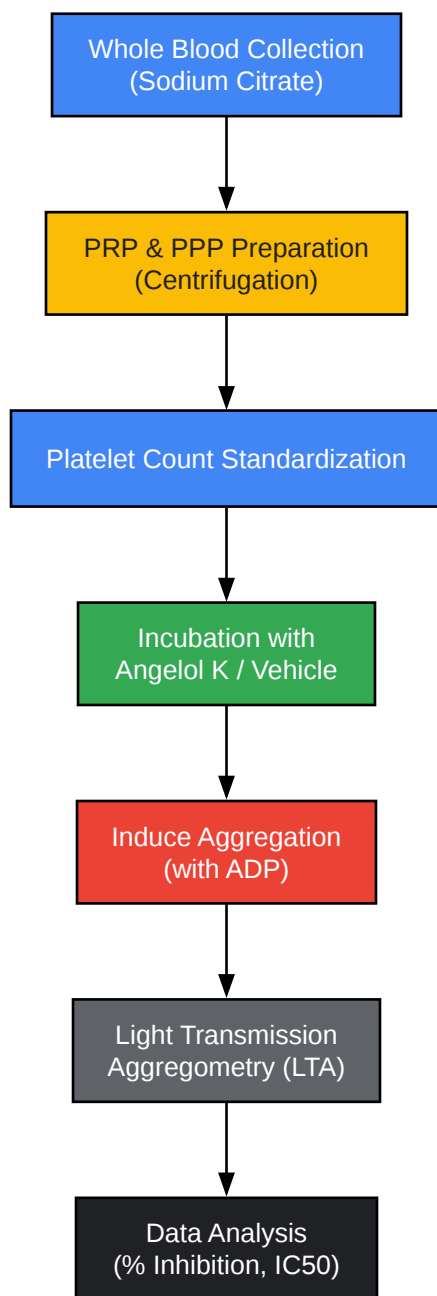 Whole Blood Collection
(Sodium Citrate)
PRP & PPP Preparation
(Centrifugation)
Platelet Count Standardization
Incubation with
Angelol K / Vehicle
Induce Aggregation
(with ADP)
Light Transmission
Aggregometry (LTA)
Data Analysis
(% Inhibition, IC50)